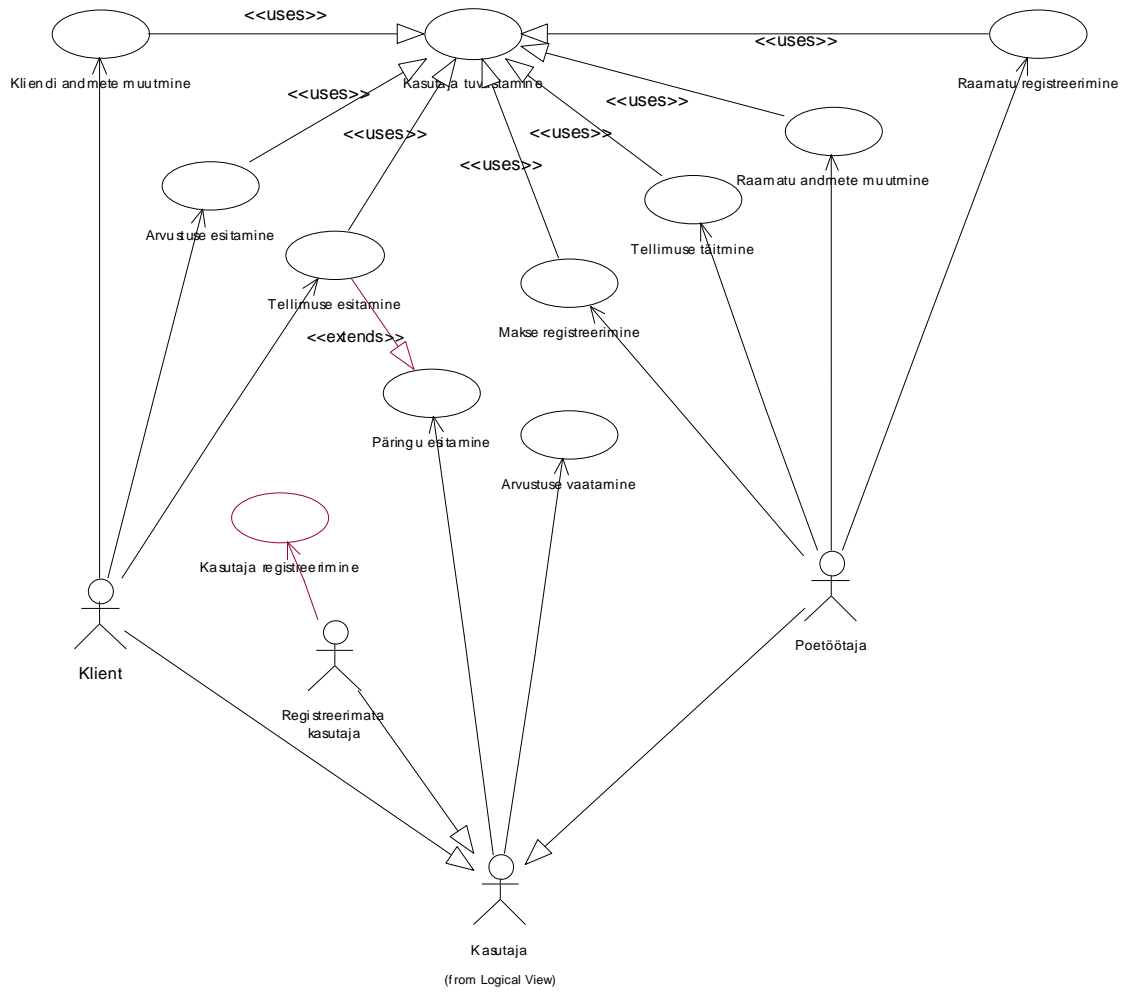 <<uses>>
<<uses>>
Kliendi andmete muutmine
Kasutaja tuvastamine
Raamatu registreerimine
<<uses>>
<<uses>>
<<uses>>
<<uses>>
<<uses>>
Raamatu andmete muutmine
Arvustuse esitamine
Tellimuse täitmine
Tellimuse esitamine
Makse registreerimine
<<extends>>
Päringu esitamine
Arvustuse vaatamine
Kasutaja registreerimine
Poetöötaja
Klient
Registreerimata
kasutaja
Kasutaja
(from Logical View)